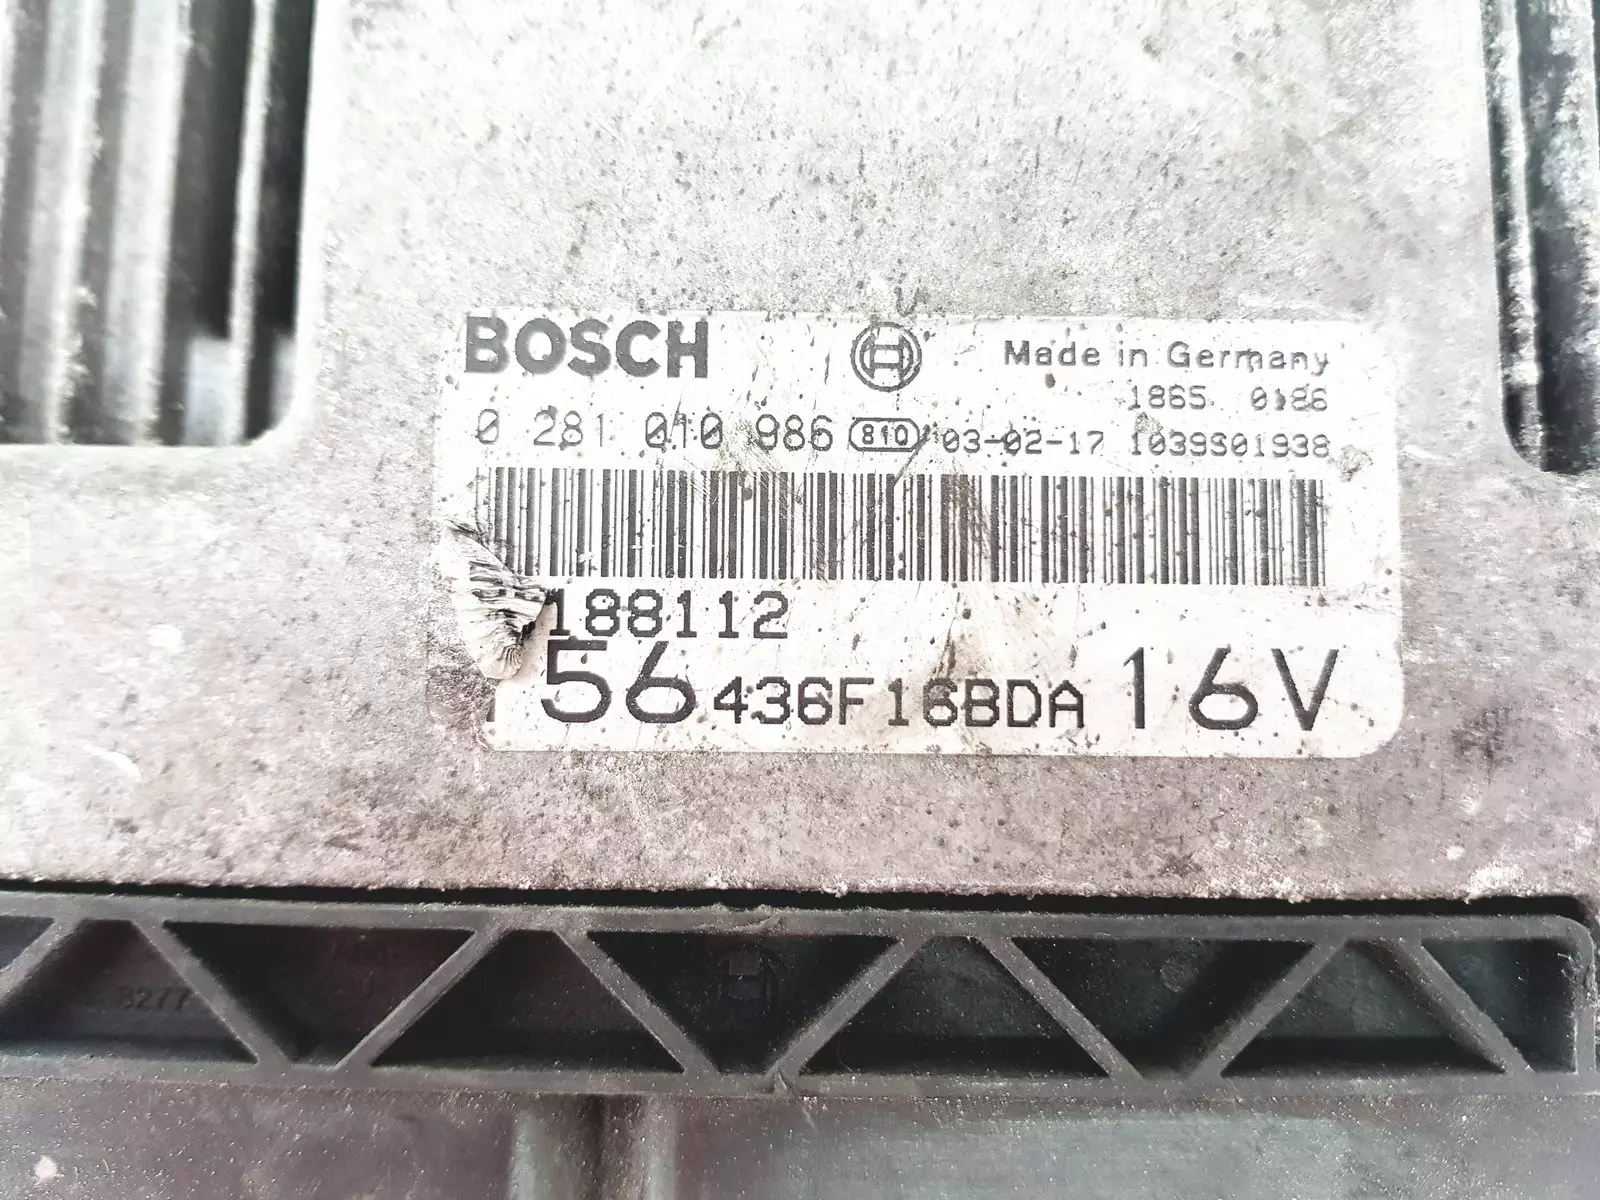 BOSCH Made in Germany
1865 0186
0 281 010 986 810 03-02-17 1039S01938
188112
56 436F16BDA 16V
8277